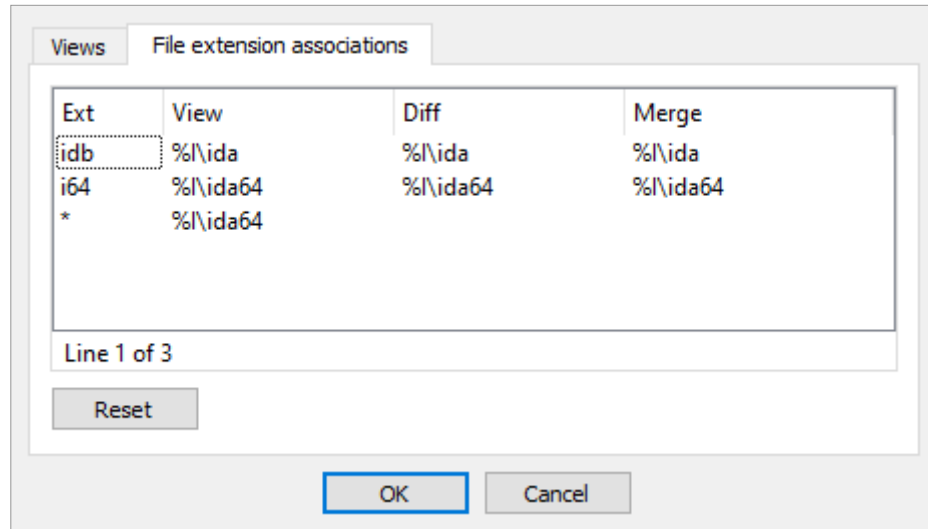 Views File extension associations
Ext View Diff Merge
idb %l\ida %l\ida %l\ida
i64 %l\ida64 %l\ida64 %l\ida64
* %l\ida64
Line 1 of 3
Reset
OK Cancel